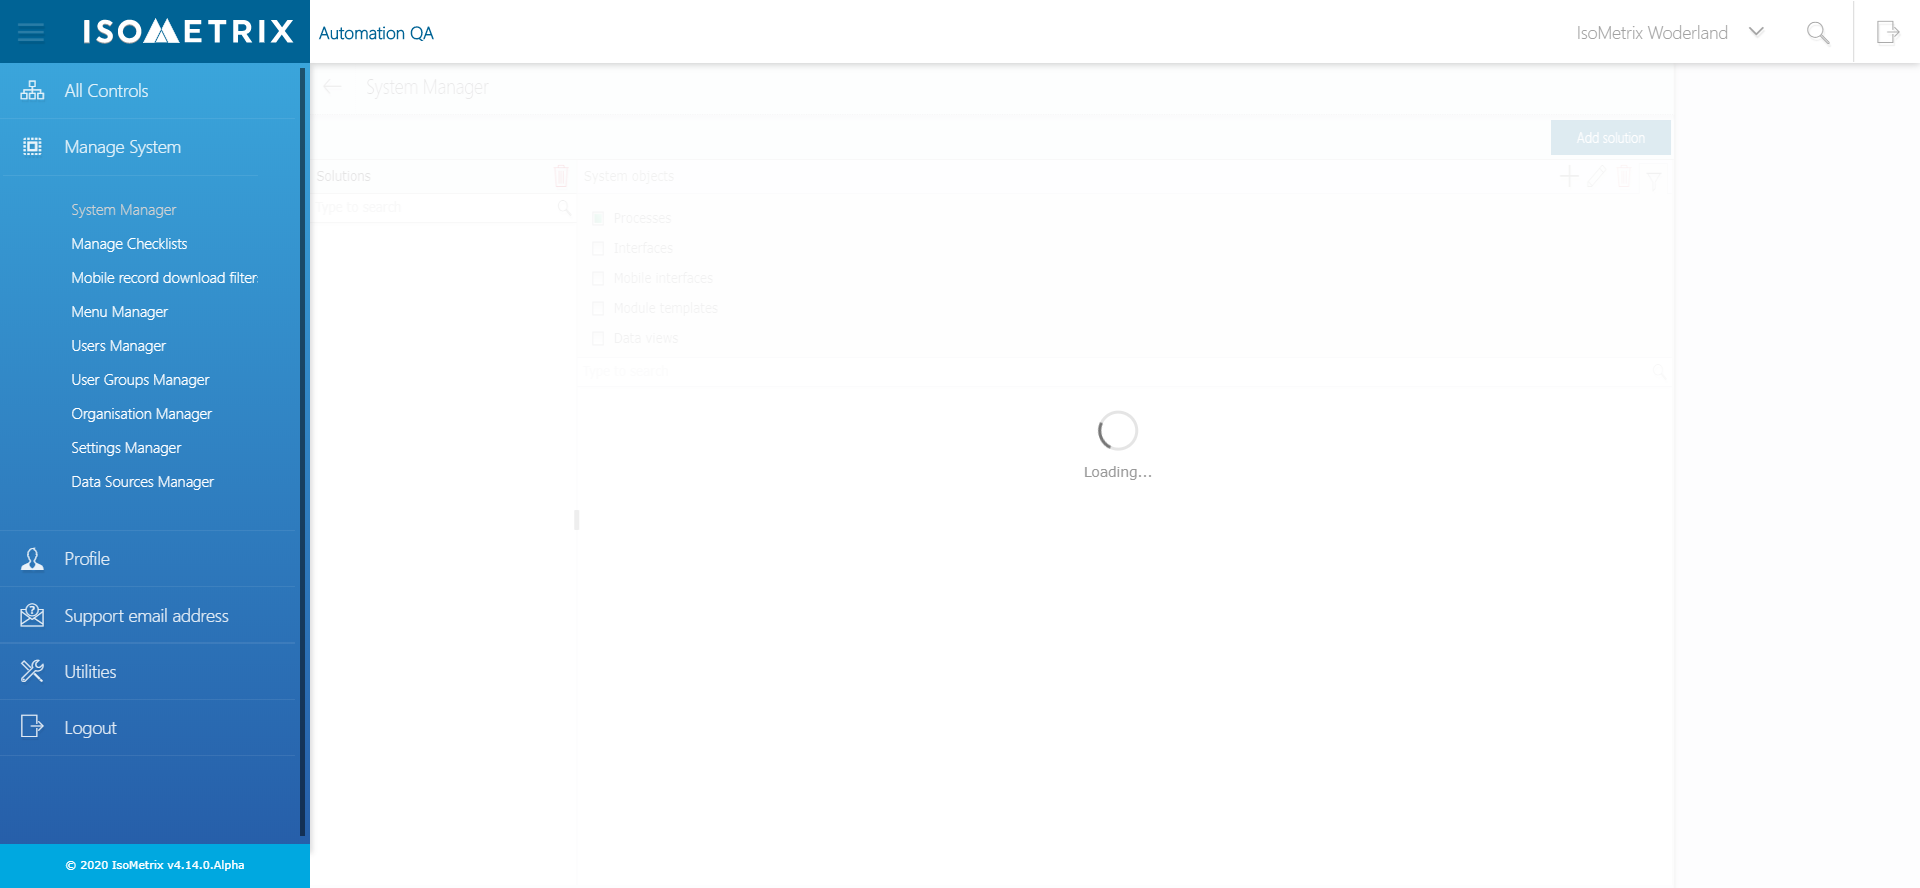 ISOMETRIX
Automation QA
IsoMetrix Woderland
All Controls
Manage System
System Manager
Manage Checklists
Mobile record download filter
Menu Manager
Users Manager
User Groups Manager
Organisation Manager
Settings Manager
Data Sources Manager
Profile
Support email address
Utilities
Logout
© 2020 IsoMetrix v4.14.0.Alpha
System Manager
Add solution
Solutions
Type to search
System objects
Processes
Interfaces
Mobile interfaces
Module templates
Data views
Type to search
Loading...